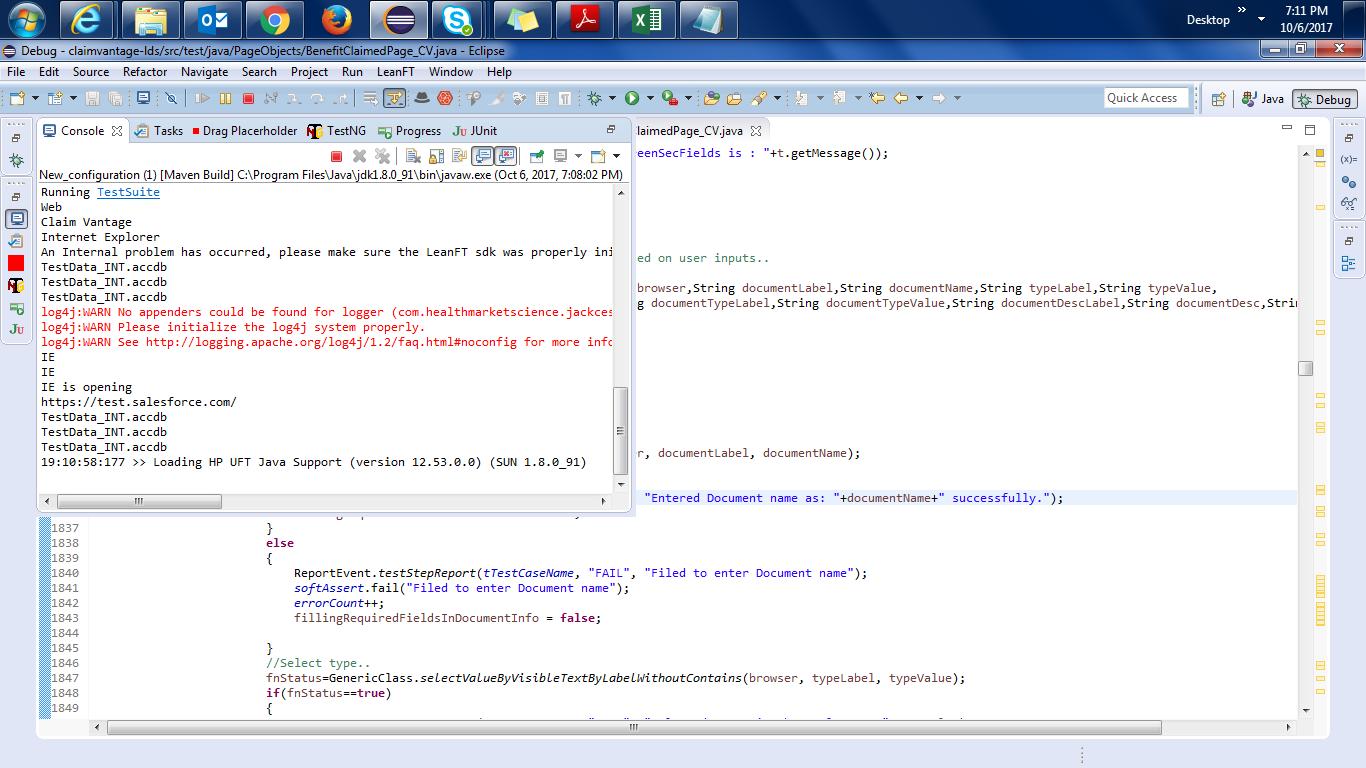 7:11 PM
Desktop
10/6/2017
Debug - claimvantage-lds/src/test/java/PageObjects/BenefitClaimedPage_CV.java - Eclipse
File Edit Source Refactor Navigate Search Project Run LeanFT Window Help
Quick Access
Java
Debug
Console
Tasks
Drag Placerholder
TestNG
Progress
JUnit
laimedPage_CV.java
New_configuration (1) [Maven Build] C:\Program Files\Java\jdk1.8.0_91\bin\javaw.exe (Oct 6, 2017, 7:08:02 PM)
Running TestSuite
Web
Claim Vantage
Internet Explorer
An Internal problem has occurred, please make sure the LeanFT sdk was properly ini
TestData_INT.accdb
TestData_INT.accdb
TestData_INT.accdb
log4j:WARN No appenders could be found for logger (com.healthmarketscience.jackces
log4j:WARN Please initialize the log4j system properly.
log4j:WARN See http://logging.apache.org/log4j/1.2/faq.html#noconfig for more info
IE
IE
IE is opening
https://test.salesforce.com/
TestData_INT.accdb
TestData_INT.accdb
TestData_INT.accdb
19:10:58:177 >> Loading HP UFT Java Support (version 12.53.0.0) (SUN 1.8.0_91)
eenSecFields is : "+t.getMessage());
ed on user inputs..
browser,String documentLabel,String documentName,String typeLabel,String typeValue,
g documentTypeLabel,String documentTypeValue,String documentDescLabel,String documentDesc,Strin
r, documentLabel, documentName);
"Entered Document name as: "+documentName+" successfully.");
1837 }
1838 else
1839 {
1840 ReportEvent.testStepReport(tTestCaseName, "FAIL", "Filed to enter Document name");
1841 softAssert.fail("Filed to enter Document name");
1842 errorCount++;
1843 fillingRequiredFieldsInDocumentInfo = false;
1844
1845 }
1846 //Select type..
1847 fnStatus=GenericClass.selectValueByVisibleTextByLabelWithoutContains(browser, typeLabel, typeValue);
1848 if(fnStatus==true)
1849 {